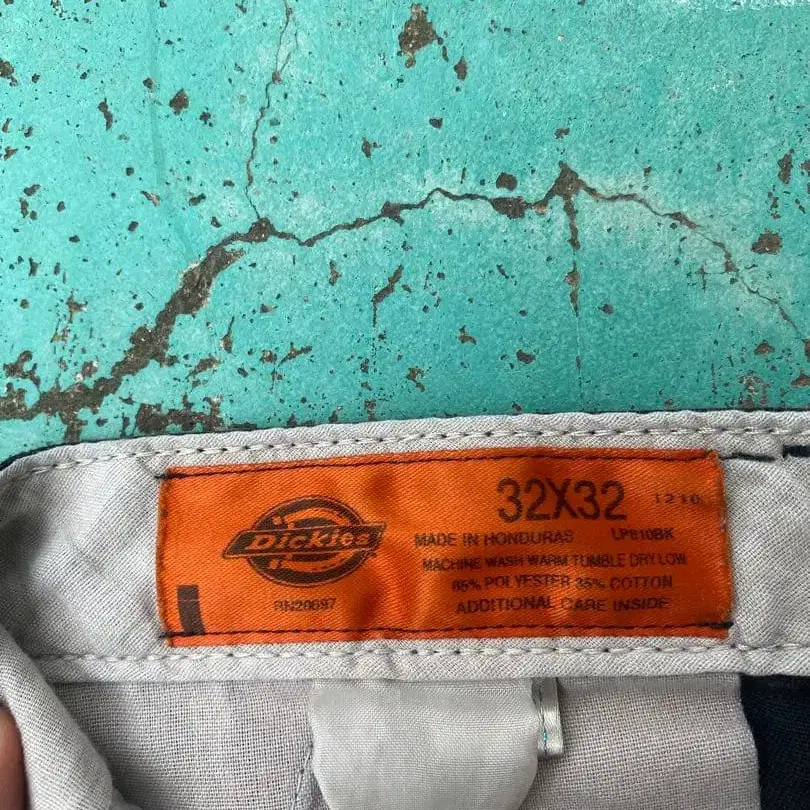 Dickies
RN20697
32X32 1210
MADE IN HONDURAS LP810BK
MACHINE WASH WARM TUMBLE DRY LOW
65% POLYESTER 35% COTTON
ADDITIONAL CARE INSIDE